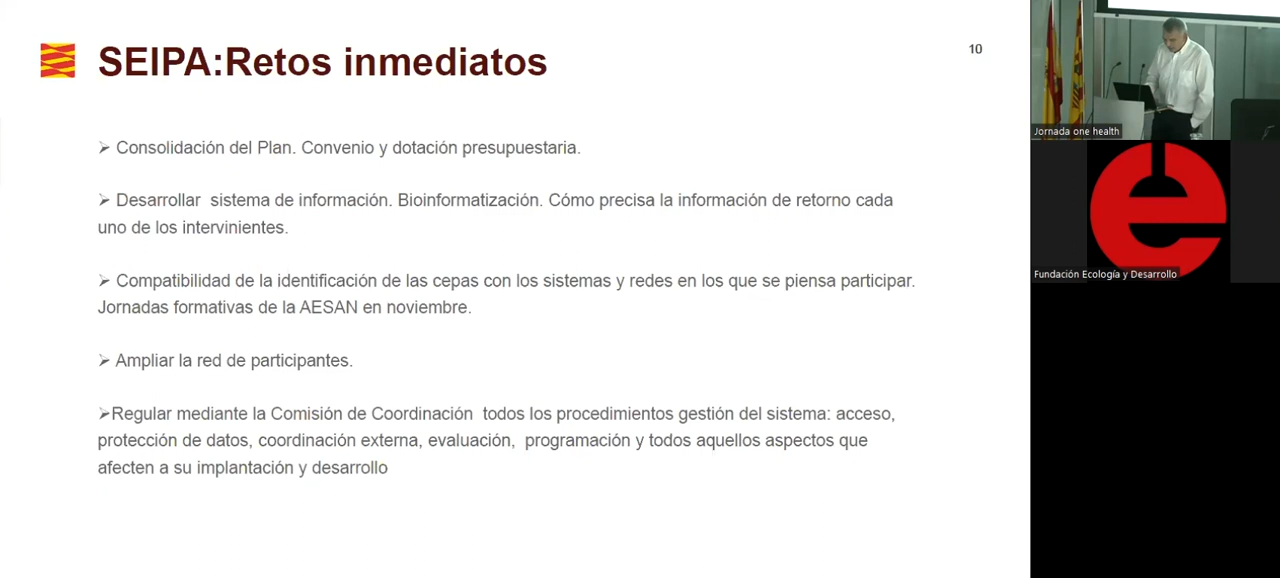 SEIPA:Retos inmediatos
10
➢ Consolidación del Plan. Convenio y dotación presupuestaria.
➢ Desarrollar sistema de información. Bioinformatización. Cómo precisa la información de retorno cada
uno de los intervinientes.
➢ Compatibilidad de la identificación de las cepas con los sistemas y redes en los que se piensa participar.
Jornadas formativas de la AESAN en noviembre.
➢ Ampliar la red de participantes.
➢Regular mediante la Comisión de Coordinación todos los procedimientos gestión del sistema: acceso,
protección de datos, coordinación externa, evaluación, programación y todos aquellos aspectos que
afecten a su implantación y desarrollo
Jornada one health
e
Fundación Ecología y Desarrollo